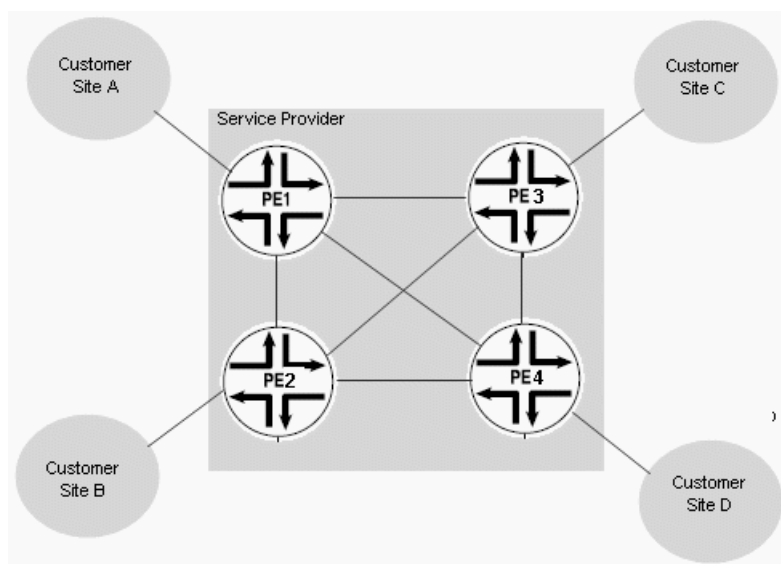 Customer
Site A
Customer
Site C
Service Provider
PE1
PE 3
PE2
PE4
Customer
Site B
Customer
Site D